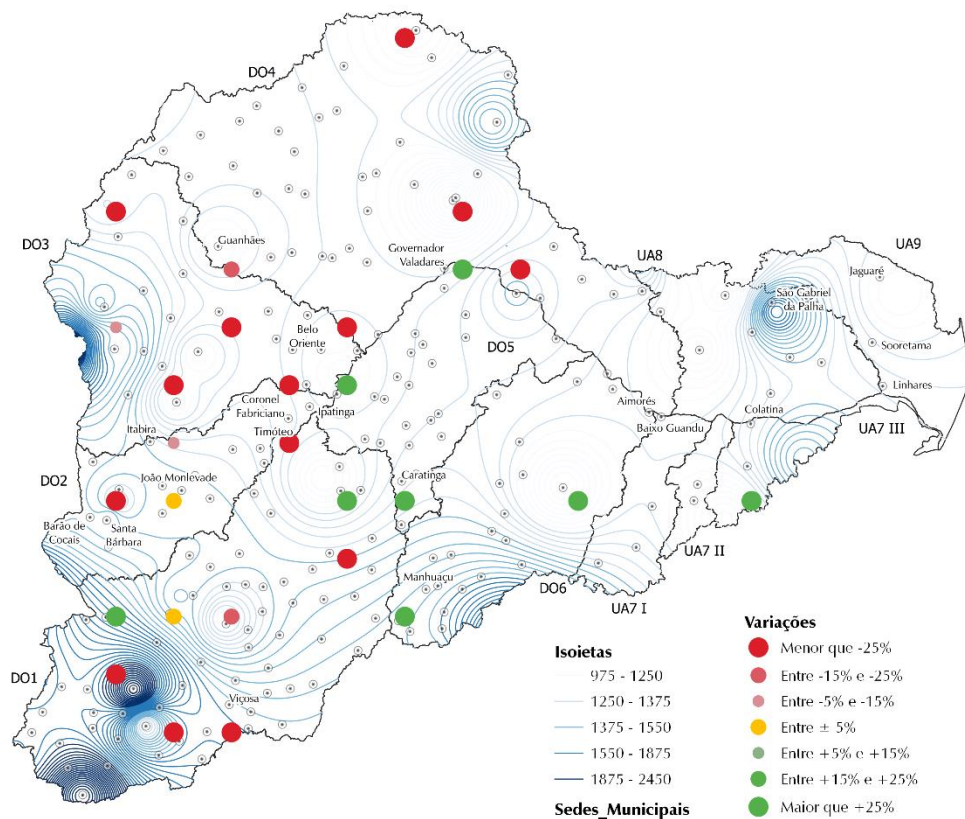 DO4
DO3
Guanhães
Governador
Valadares
UA8
UA9
Jaguaré
São Gabriel
da Palha
Belo
Oriente
DO5
Sooretama
Linhares
Coronel
Fabriciano
Ipatinga
Aimorés
Colatina
Itabira
Timóteo
Baixo Guandu
UA7 III
DO2
João Monlevade
Caratinga
Barão de
Cocais
Santa
Bárbara
UA7 II
Manhuaçu
DO6
UA7 I
DO1
Viçosa
Isoietas
975 - 1250
1250 - 1375
1375 - 1550
1550 - 1875
1875 - 2450
Sedes_Municipais
Variações
Menor que -25%
Entre -15% e -25%
Entre -5% e -15%
Entre ± 5%
Entre +5% e +15%
Entre +15% e +25%
Maior que +25%